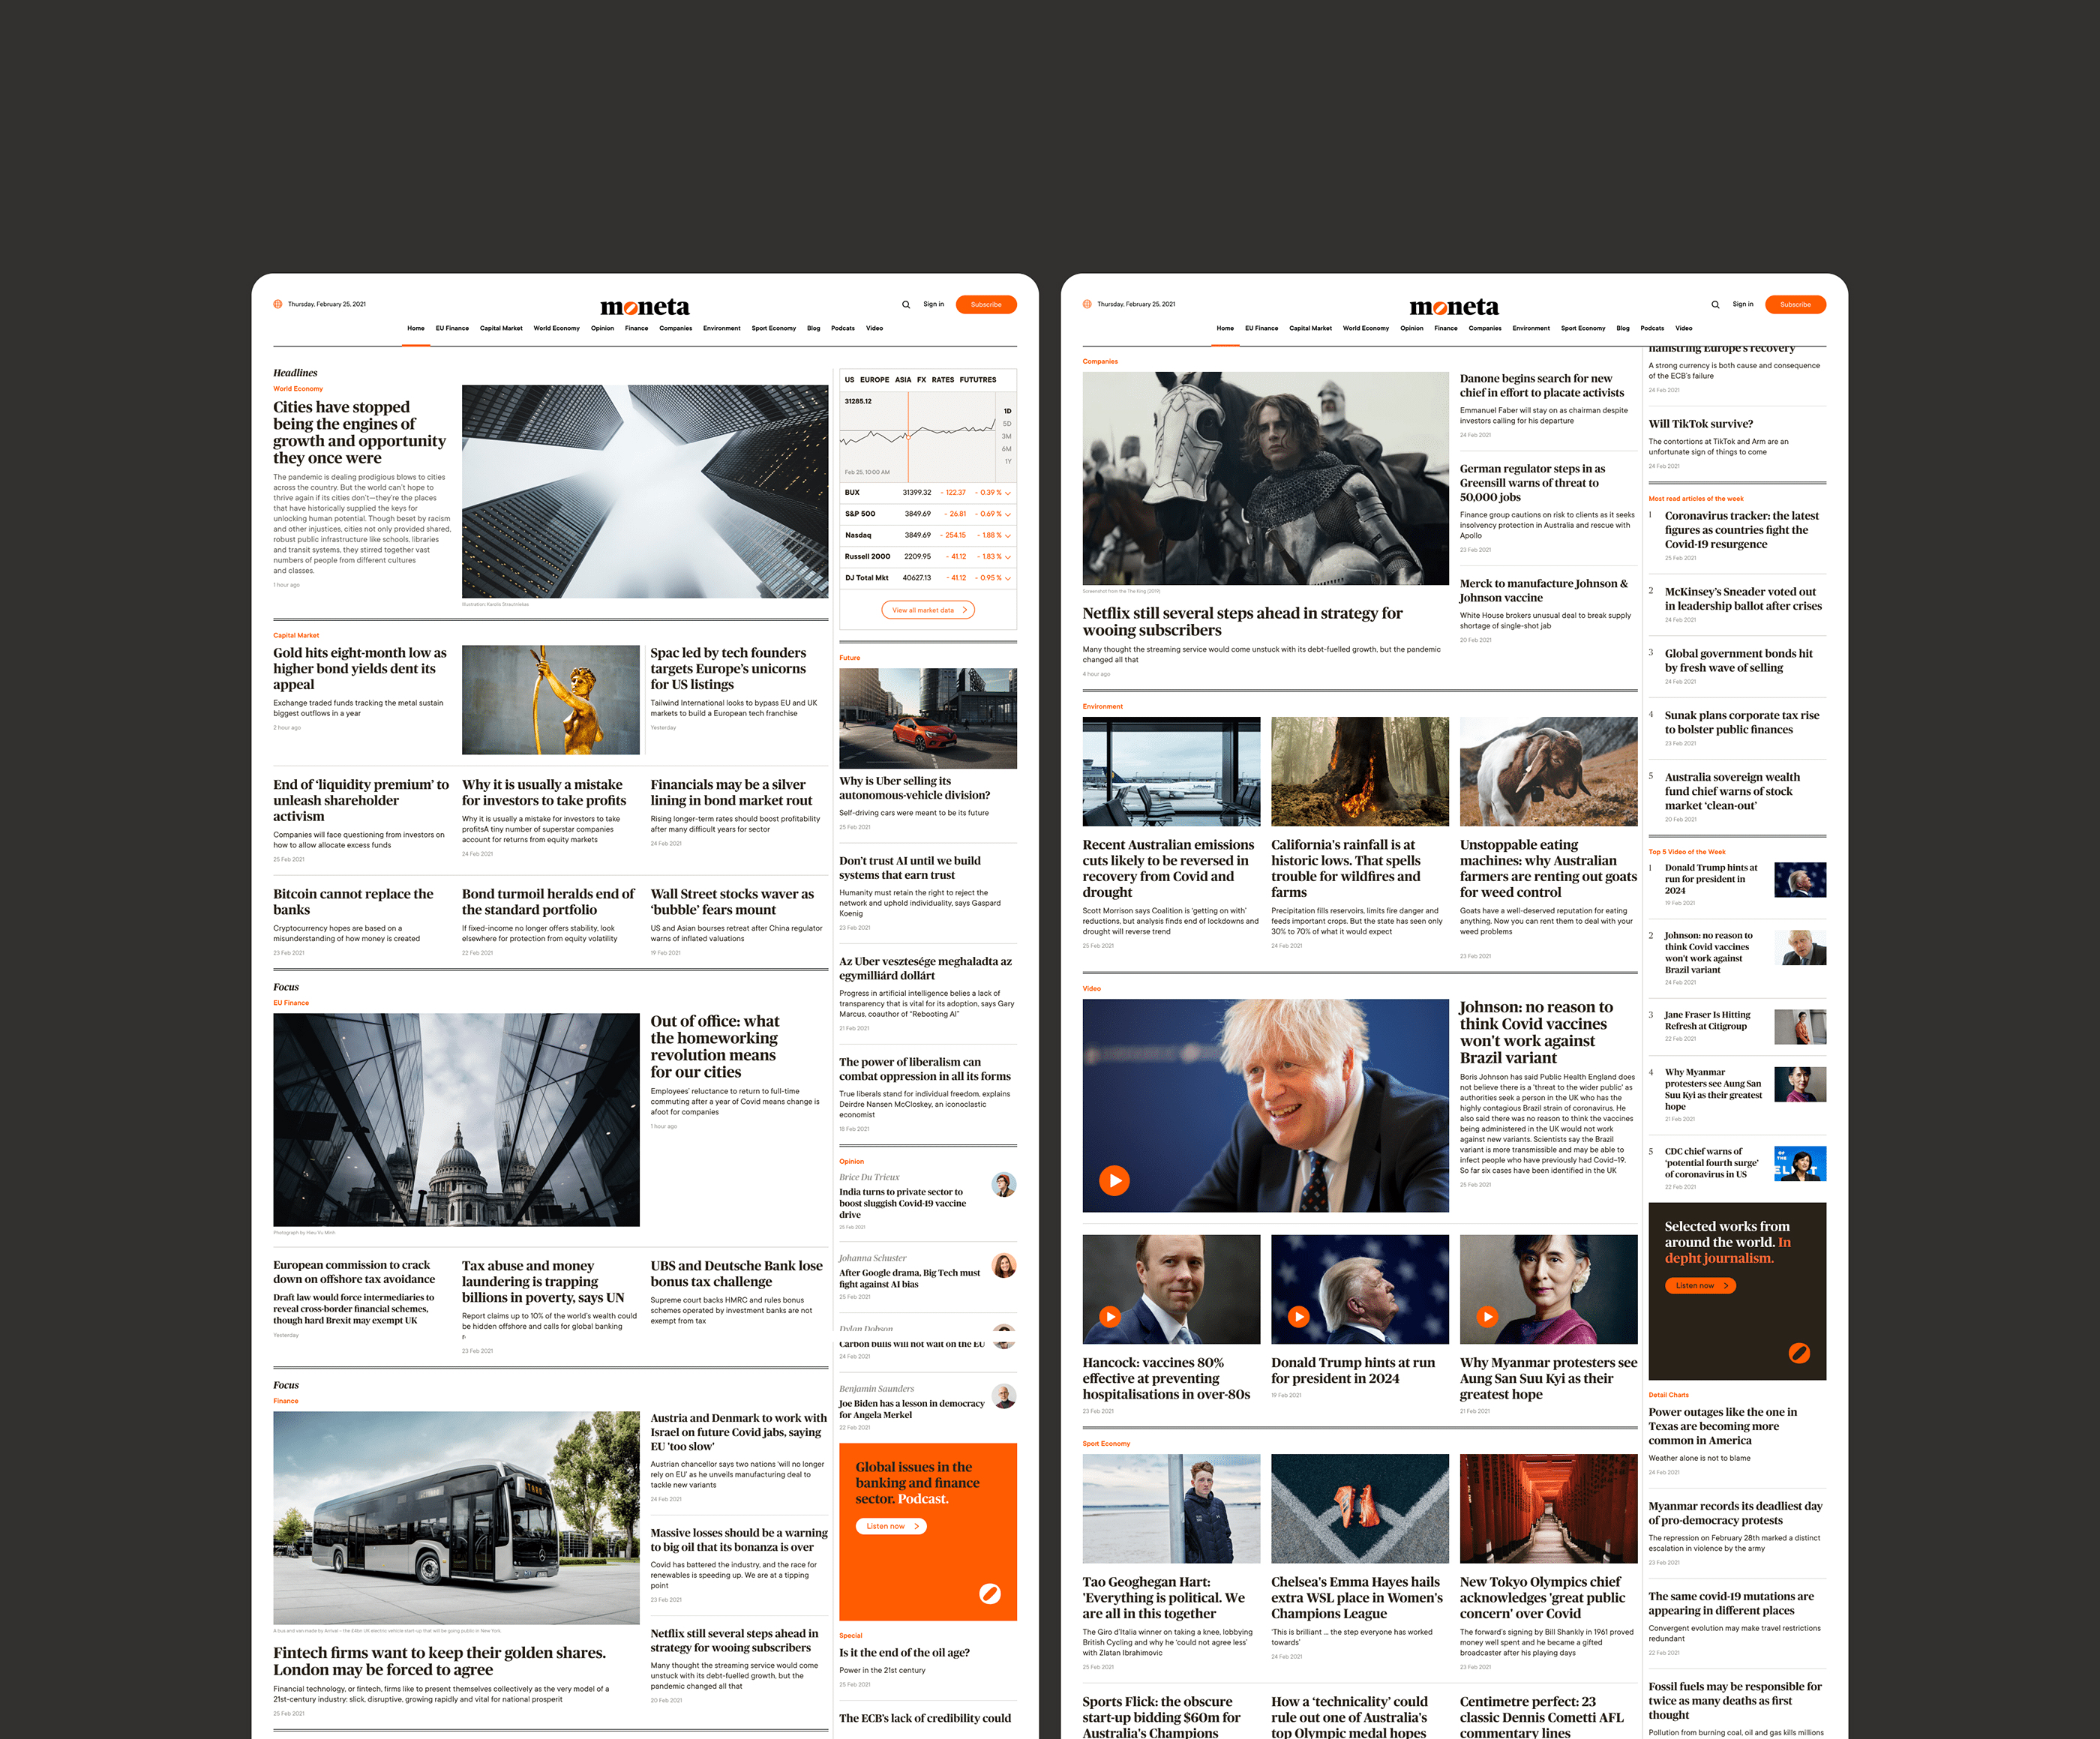 Thursday, February 25, 2021
moneta
Sign in
Subscribe
Home EU Finance Capital Market World Economy Opinion Finance Companies Environment Sport Economy Blog Podcats Video
Headlines
World Economy
Cities have stopped
being the engines of
growth and opportunity
they once were
The pandemic is dealing prodigious blows to cities
across the country. But the world can't hope to
thrive again if its cities don't—they're the places
that have historically supplied the keys for
unlocking human potential. Though beset by racism
and other injustices, cities not only provided shared,
robust public infrastructure like schools, libraries
and transit systems, they stirred together vast
numbers of people from different cultures
and classes.
1 hour ago
Capital Market
Gold hits eight-month low as
higher bond yields dent its
appeal
Exchange traded funds tracking the metal sustain
biggest outflows in a year
2 hour ago
Spac led by tech founders
targets Europe's unicorns
for US listings
Tailwind International looks to bypass EU and UK
markets to build a European tech franchise
Yesterday
End of 'liquidity premium' to
unleash shareholder
activism
Companies will face questioning from investors on
how to allow allocate excess funds
25 Feb 2021
Why it is usually a mistake
for investors to take profits
Why it is usually a mistake for investors to take
profitsA tiny number of superstar companies
account for returns from equity markets
24 Feb 2021
Financials may be a silver
lining in bond market rout
Rising longer-term rates should boost profitability
after many difficult years for sector
24 Feb 2021
Bitcoin cannot replace the
banks
Cryptocurrency hopes are based on a
misunderstanding of how money is created
23 Feb 2021
Bond turmoil heralds end of
the standard portfolio
If fixed-income no longer offers stability, look
elsewhere for protection from equity volatility
22 Feb 2021
Wall Street stocks waver as
'bubble' fears mount
US and Asian bourses retreat after China regulator
warns of inflated valuations
19 Feb 2021
Focus
EU Finance
Out of office: what
the homeworking
revolution means
for our cities
Employees' reluctance to return to full-time
commuting after a year of Covid means change is
afoot for companies
1 hour ago
Photograph by Hieu Vu Minh
European commission to crack
down on offshore tax avoidance
Draft law would force intermediaries to
reveal cross-border financial schemes,
though hard Brexit may exempt UK
Yesterday
Tax abuse and money
laundering is trapping
billions in poverty, says UN
Report claims up to 10% of the world's wealth could
be hidden offshore and calls for global banking
r
23 Feb 2021
UBS and Deutsche Bank lose
bonus tax challenge
Supreme court backs HMRC and rules bonus
schemes operated by investment banks are not
exempt from tax
Focus
Finance
A bus and van made by Arrival – the £4bn UK electric vehicle start-up that will be going public in New York.
Fintech firms want to keep their golden shares.
London may be forced to agree
Financial technology, or fintech, firms like to present themselves collectively as the very model of a
21st-century industry: slick, disruptive, growing rapidly and vital for national prosperit
25 Feb 2021
Austria and Denmark to work with
Israel on future Covid jabs, saying
EU 'too slow'
Austrian chancellor says two nations 'will no longer
rely on EU' as he unveils manufacturing deal to
tackle new variants
24 Feb 2021
Massive losses should be a warning
to big oil that its bonanza is over
Covid has battered the industry, and the race for
renewables is speeding up. We are at a tipping
point
23 Feb 2021
Netflix still several steps ahead in
strategy for wooing subscribers
Many thought the streaming service would come
unstuck with its debt-fuelled growth, but the
pandemic changed all that
20 Feb 2021
US EUROPE ASIA FX RATES FUTUTRES
31285.12
1D
5D
3M
6M
1Y
Feb 25, 10:00 AM
BUX 31399.32 - 122.37 - 0.39 %
S&P 500 3849.69 - 26.81 - 0.69 %
Nasdaq 3849.69 - 254.15 - 1.88 %
Russell 2000 2209.95 - 41.12 - 1.83 %
DJ Total Mkt 40627.13 - 41.12 - 0.95 %
View all market data
Future
Why is Uber selling its
autonomous-vehicle division?
Self-driving cars were meant to be its future
25 Feb 2021
Don't trust AI until we build
systems that earn trust
Humanity must retain the right to reject the
network and uphold individuality, says Gaspard
Koenig
23 Feb 2021
Az Uber vesztesége meghaladta az
egymilliárd dollárt
Progress in artificial intelligence belies a lack of
transparency that is vital for its adoption, says Gary
Marcus, coauthor of "Rebooting AI"
21 Feb 2021
The power of liberalism can
combat oppression in all its forms
True liberals stand for individual freedom, explains
Deirdre Nansen McCloskey, an iconoclastic
economist
19 Feb 2021
Opinion
Brice Du Trieux
India turns to private sector to
boost sluggish Covid-19 vaccine
drive
25 Feb 2021
Johanna Schuster
After Google drama, Big Tech must
fight against AI bias
25 Feb 2021
Dylan Dobson
Carbon bulls will not wait on the EU
24 Feb 2021
Benjamin Saunders
Joe Biden has a lesson in democracy
for Angela Merkel
22 Feb 2021
Global issues in the
banking and finance
sector. Podcast.
Listen now
Special
Is it the end of the oil age?
Power in the 21st century
25 Feb 2021
The ECB's lack of credibility could
Thursday, February 25, 2021
moneta
Sign in
Subscribe
Home EU Finance Capital Market World Economy Opinion Finance Companies Environment Sport Economy Blog Podcats Video
Companies
Screenshot from the The King (2019)
Netflix still several steps ahead in strategy for
wooing subscribers
Many thought the streaming service would come unstuck with its debt-fuelled growth, but the pandemic
changed all that
4 hour ago
Danone begins search for new
chief in effort to placate activists
Emmanuel Faber will stay on as chairman despite
investors calling for his departure
24 Feb 2021
German regulator steps in as
Greensill warns of threat to
50,000 jobs
Finance group cautions on risk to clients as it seeks
insolvency protection in Australia and rescue with
Apollo
23 Feb 2021
Merck to manufacture Johnson &
Johnson vaccine
White House brokers unusual deal to break supply
shortage of single-shot jab
20 Feb 2021
Environment
Recent Australian emissions
cuts likely to be reversed in
recovery from Covid and
drought
Scott Morrison says Coalition is 'getting on with'
reductions, but analysis finds end of lockdowns and
drought will reverse trend
25 Feb 2021
California's rainfall is at
historic lows. That spells
trouble for wildfires and
farms
Precipitation fills reservoirs, limits fire danger and
feeds important crops. But the state has seen only
30% to 70% of what it would expect
24 Feb 2021
Unstoppable eating
machines: why Australian
farmers are renting out goats
for weed control
Goats have a well-deserved reputation for eating
anything. Now you can rent them to deal with your
weed problems
23 Feb 2021
Video
Johnson: no reason to
think Covid vaccines
won't work against
Brazil variant
Boris Johnson has said Public Health England does
not believe there is a 'threat to the wider public' as
authorities seek a person in the UK who has the
highly contagious Brazil strain of coronavirus. He
also said there was no reason to think the vaccines
being administered in the UK would not work
against new variants. Scientists say the Brazil
variant is more transmissible and may be able to
infect people who have previously had Covid-19.
So far six cases have been identified in the UK
25 Feb 2021
Hancock: vaccines 80%
effective at preventing
hospitalisations in over-80s
23 Feb 2021
Donald Trump hints at run
for president in 2024
19 Feb 2021
Why Myanmar protesters see
Aung San Suu Kyi as their
greatest hope
21 Feb 2021
Sport Economy
Tao Geoghegan Hart:
'Everything is political. We
are all in this together
The Giro d'Italia winner on taking a knee, lobbying
British Cycling and why he 'could not agree less'
with Zlatan Ibrahimovic
25 Feb 2021
Chelsea's Emma Hayes hails
extra WSL place in Women's
Champions League
'This is brilliant ... the step everyone has worked
towards'
24 Feb 2021
New Tokyo Olympics chief
acknowledges 'great public
concern' over Covid
The forward's signing by Bill Shankly in 1961 proved
money well spent and he became a gifted
broadcaster after his playing days
23 Feb 2021
Sports Flick: the obscure
start-up bidding $60m for
Australia's Champions
How a 'technicality' could
rule out one of Australia's
top Olympic medal hopes
Centimetre perfect: 23
classic Dennis Cometti AFL
commentary lines
hamstring Europe's recovery
A strong currency is both cause and consequence
of the ECB's failure
24 Feb 2021
Will TikTok survive?
The contortions at TikTok and Arm are an
unfortunate sign of things to come
24 Feb 2021
Most read articles of the week
1 Coronavirus tracker: the latest
figures as countries fight the
Covid-19 resurgence
25 Feb 2021
2 McKinsey's Sneader voted out
in leadership ballot after crises
24 Feb 2021
3 Global government bonds hit
by fresh wave of selling
24 Feb 2021
4 Sunak plans corporate tax rise
to bolster public finances
23 Feb 2021
5 Australia sovereign wealth
fund chief warns of stock
market 'clean-out'
20 Feb 2021
Top 5 Video of the Week
1 Donald Trump hints at
run for president in
2024
19 Feb 2021
2 Johnson: no reason to
think Covid vaccines
won't work against
Brazil variant
24 Feb 2021
3 Jane Fraser Is Hitting
Refresh at Citigroup
22 Feb 2021
4 Why Myanmar
protesters see Aung San
Suu Kyi as their greatest
hope
21 Feb 2021
5 CDC chief warns of
'potential fourth surge'
of coronavirus in US
22 Feb 2021
Selected works from
around the world. In
depht journalism.
Listen now
Detail Charts
Power outages like the one in
Texas are becoming more
common in America
Weather alone is not to blame
24 Feb 2021
Myanmar records its deadliest day
of pro-democracy protests
The repression on February 28th marked a distinct
escalation in violence by the army
23 Feb 2021
The same covid-19 mutations are
appearing in different places
Convergent evolution may make travel restrictions
redundant
22 Feb 2021
Fossil fuels may be responsible for
twice as many deaths as first
thought
Pollution from burning coal, oil and gas kills millions